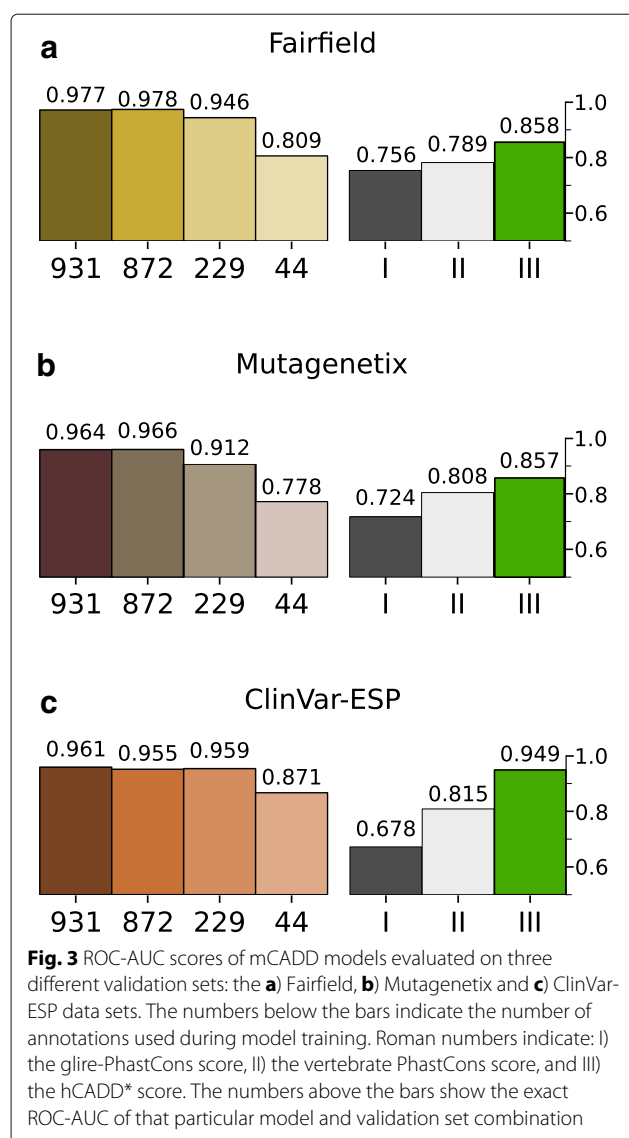 a
Fairfield
0.977 0.978 0.946 0.809 0.756 0.789 0.858
1.0
0.8
0.6
931 872 229 44 I II III
b
Mutagenetix
0.964 0.966 0.912 0.778 0.724 0.808 0.857
1.0
0.8
0.6
931 872 229 44 I II III
c
ClinVar-ESP
0.961 0.955 0.959 0.871 0.678 0.815 0.949
1.0
0.8
0.6
931 872 229 44 I II III
Fig. 3 ROC-AUC scores of mCADD models evaluated on three
different validation sets: the a) Fairfield, b) Mutagenetix and c) ClinVar-
ESP data sets. The numbers below the bars indicate the number of
annotations used during model training. Roman numbers indicate: I)
the glire-PhastCons score, II) the vertebrate PhastCons score, and III)
the hCADD* score. The numbers above the bars show the exact
ROC-AUC of that particular model and validation set combination